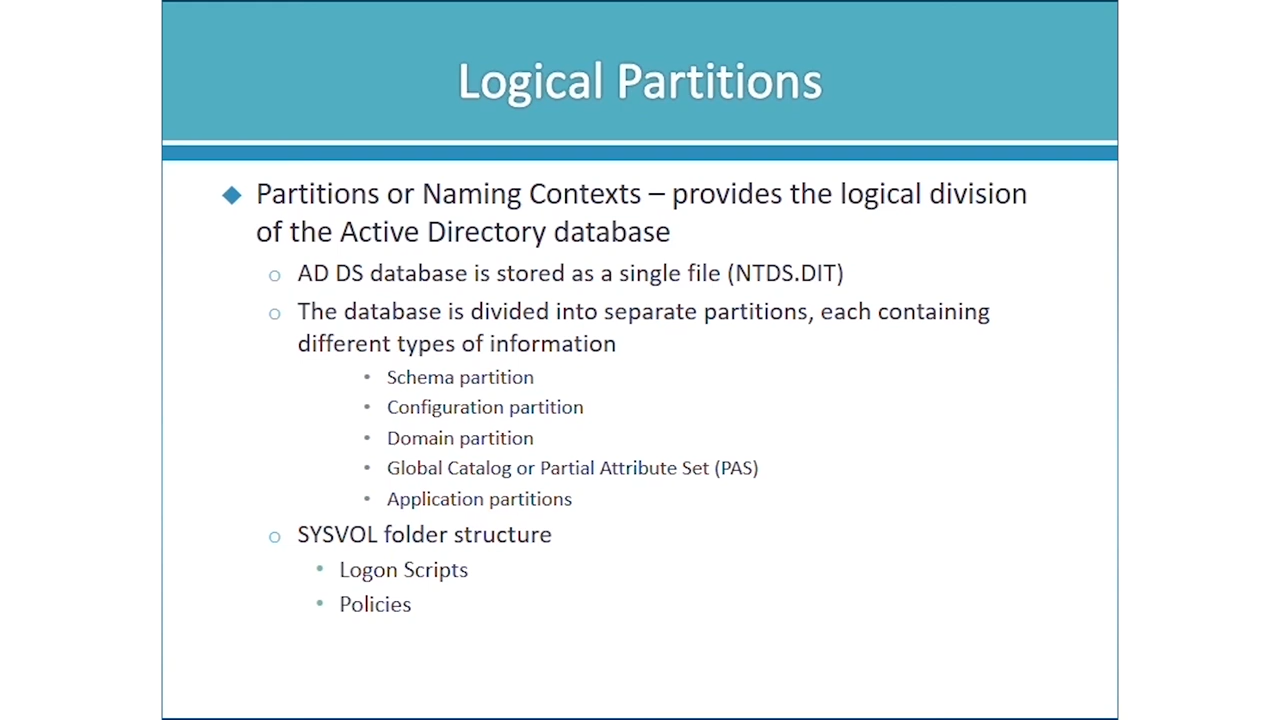 Logical Partitions
Partitions or Naming Contexts – provides the logical division
of the Active Directory database
AD DS database is stored as a single file (NTDS.DIT)
The database is divided into separate partitions, each containing
different types of information
Schema partition
Configuration partition
Domain partition
Global Catalog or Partial Attribute Set (PAS)
Application partitions
SYSVOL folder structure
Logon Scripts
Policies